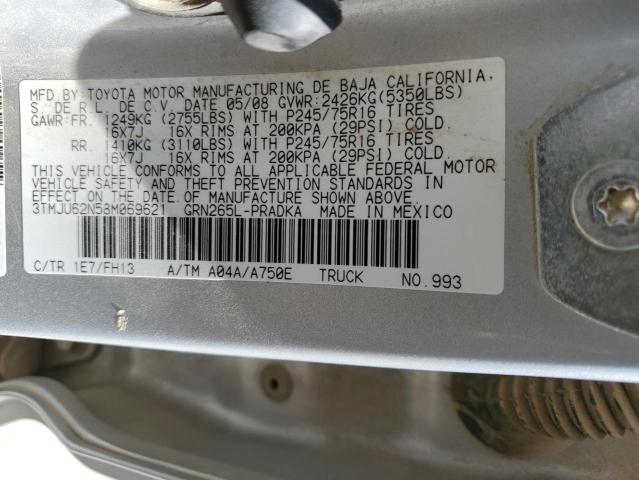 MFD.BY:TOYOTA MOTOR MANUFACTURING DE BAJA CALIFORNIA,
S. DE R.L. DE C.V. DATE 05/08 GVWR:2426KG(5350LBS)
GAWR:FR. 1249KG (2755LBS) WITH P245/75R16 TIRES
16X7J 16X RIMS AT 200KPA (29PSI) COLD
RR. 1410KG (3110LBS) WITH P245/75R16 TIRES
16X7J 16X RIMS AT 200KPA (29PSI) COLD
THIS VEHICLE CONFORMS TO ALL APPLICABLE FEDERAL MOTOR
VEHICLE SAFETY AND THEFT PREVENTION STANDARDS IN
EFFECT ON THE DATE OF MANUFACTURE SHOWN ABOVE.
3TMJU62N58M069621 GRN265L-PRADKA MADE IN MEXICO
C/TR 1E7/FH13 A/TM A04A/A750E TRUCK NO.993